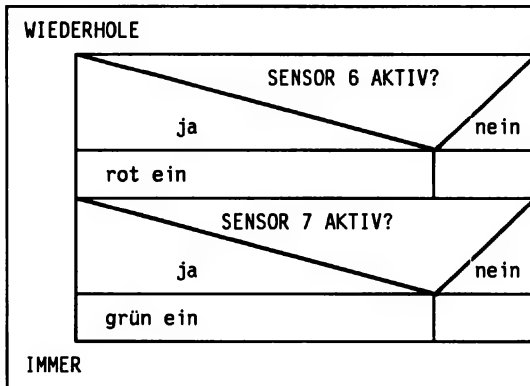 WIEDERHOLE
SENSOR 6 AKTIV?
ja nein
rot ein
SENSOR 7 AKTIV?
ja nein
grün ein
IMMER